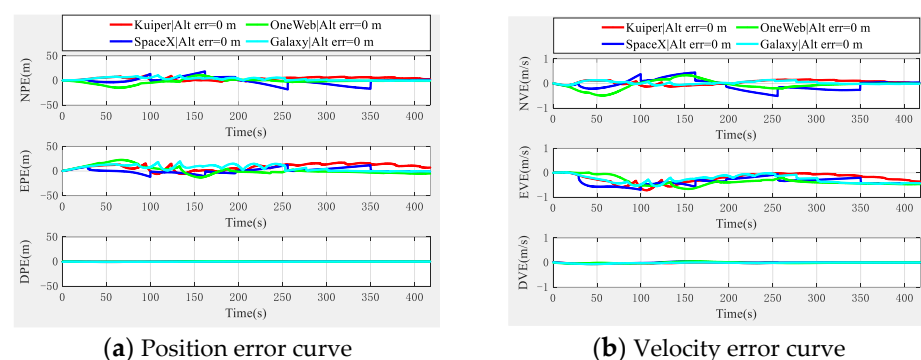 Kuiper|Alt err=0 m OneWeb|Alt err=0 m
SpaceX|Alt err=0 m Galaxy|Alt err=0 m
50
0
-50
NPE(m)
0 50 100 150 200 250 300 350 400
Time(s)
50
0
-50
EPE(m)
0 50 100 150 200 250 300 350 400
Time(s)
50
0
-50
DPE(m)
0 50 100 150 200 250 300 350 400
Time(s)
(a) Position error curve
Kuiper|Alt err=0 m OneWeb|Alt err=0 m
SpaceX|Alt err=0 m Galaxy|Alt err=0 m
1
0
-1
NVE(m/s)
0 50 100 150 200 250 300 350 400
Time(s)
1
0
-1
EVE(m/s)
0 50 100 150 200 250 300 350 400
Time(s)
1
0
-1
DVE(m/s)
0 50 100 150 200 250 300 350 400
Time(s)
(b) Velocity error curve